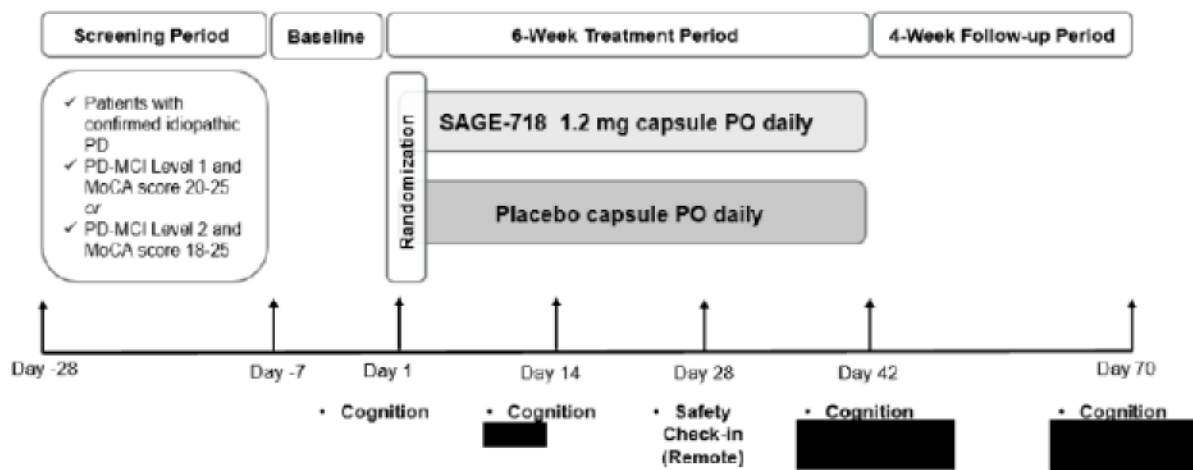 Screening Period
Baseline
6-Week Treatment Period
4-Week Follow-up Period
✓ Patients with
confirmed idiopathic
PD
✓ PD-MCI Level 1 and
MoCA score 20-25
or
✓ PD-MCI Level 2 and
MoCA score 18-25
Randomization
SAGE-718 1.2 mg capsule PO daily
Placebo capsule PO daily
Day -28
Day -7
Day 1
Day 14
Day 28
Day 42
Day 70
• Cognition
• Cognition
• Safety
Check-in
(Remote)
• Cognition
• Cognition